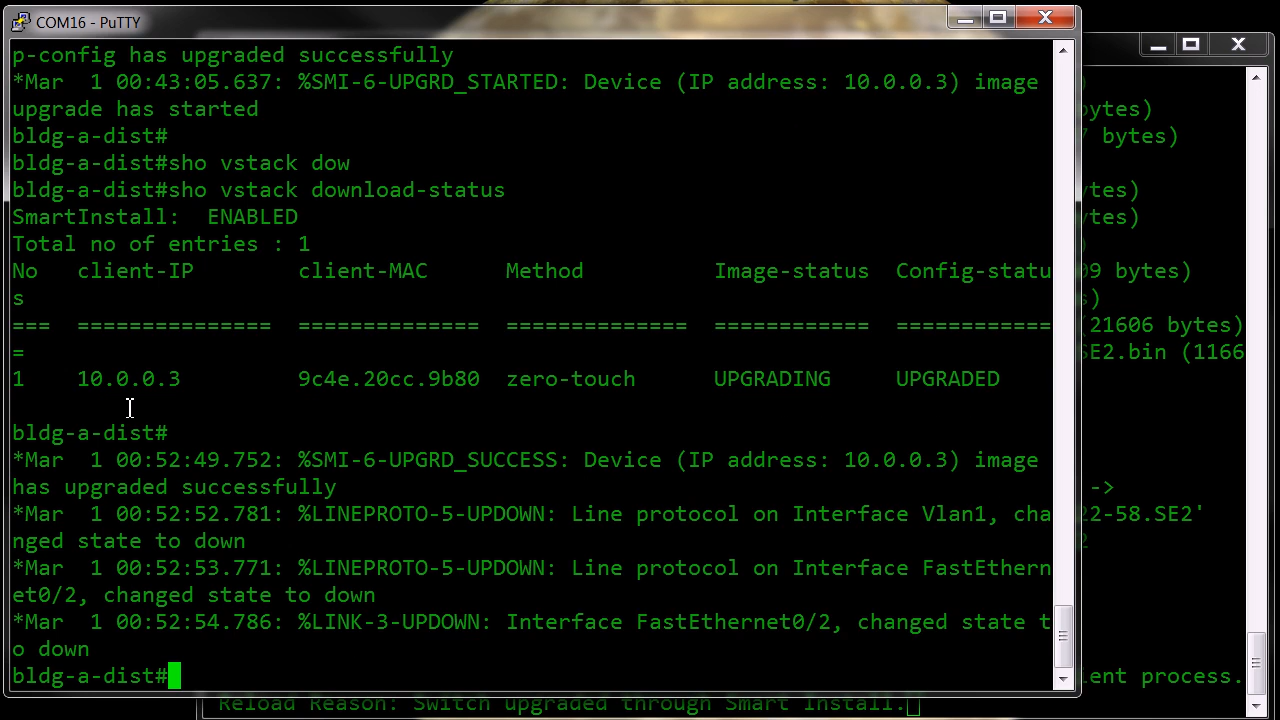 COM16 - PuTTY
p-config has upgraded successfully
*Mar  1 00:43:05.637: %SMI-6-UPGRD_STARTED: Device (IP address: 10.0.0.3) image
upgrade has started
bldg-a-dist#
bldg-a-dist#sho vstack dow
bldg-a-dist#sho vstack download-status
SmartInstall:  ENABLED
Total no of entries : 1
No   client-IP        client-MAC      Method          Image-status  Config-statu
s
===  ===============  ==============  ==============  ============  ============
=
1    10.0.0.3         9c4e.20cc.9b80  zero-touch      UPGRADING     UPGRADED
bldg-a-dist#
*Mar  1 00:52:49.752: %SMI-6-UPGRD_SUCCESS: Device (IP address: 10.0.0.3) image
has upgraded successfully
*Mar  1 00:52:52.781: %LINEPROTO-5-UPDOWN: Line protocol on Interface Vlan1, cha
nged state to down
*Mar  1 00:52:53.771: %LINEPROTO-5-UPDOWN: Line protocol on Interface FastEthern
et0/2, changed state to down
*Mar  1 00:52:54.786: %LINK-3-UPDOWN: Interface FastEthernet0/2, changed state t
o down
bldg-a-dist#
bytes)
bytes)
09 bytes)
(21606 bytes)
SE2.bin (1166
->
22-58.SE2'
ent process.
Reload Reason: Switch upgraded through Smart Install.